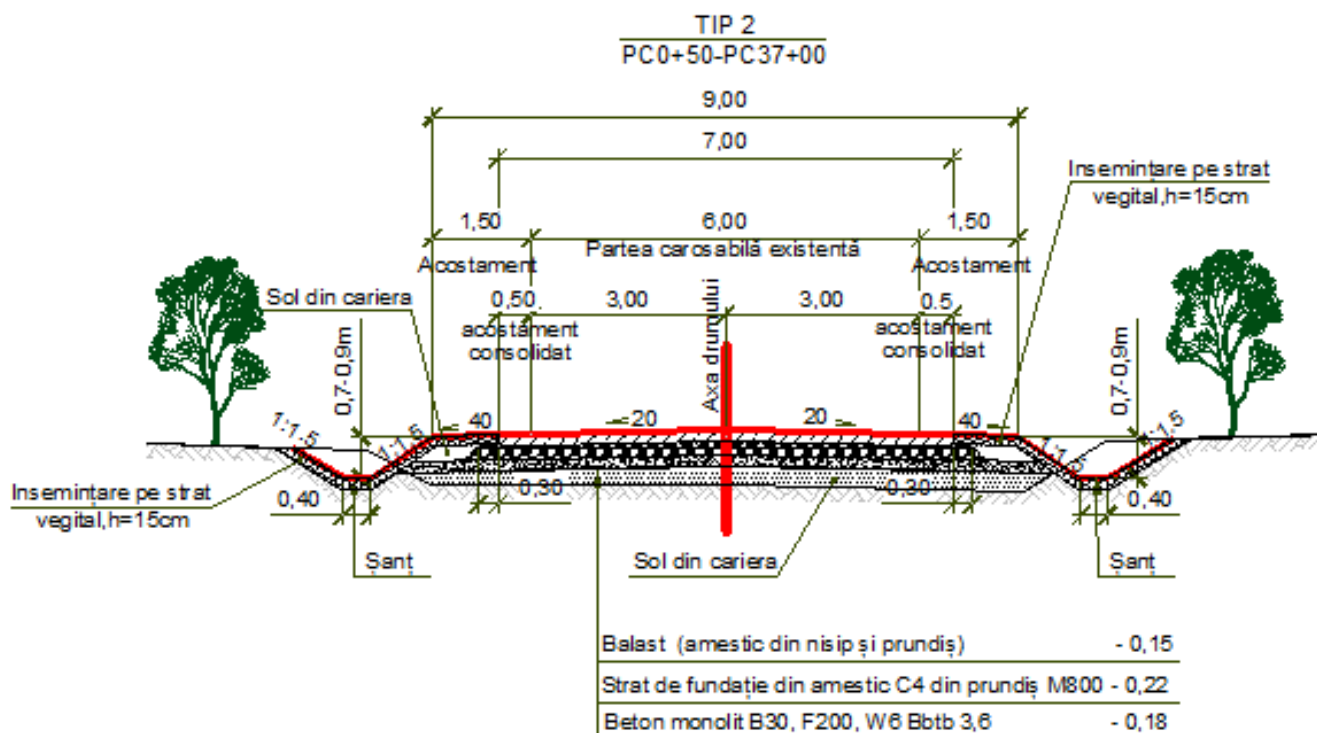 TIP 2
PC0+50-PC37+00
9,00
7,00
Insemințare pe strat
vegital,h=15cm
1,50
6,00
1,50
Partea carosabilă existentă
Acostament
Acostament
Sol din cariera
0,50
3,00
3,00
0.5
acostament
consolidat
acostament
consolidat
Axa drumului
0,7-0,9m
0,7-0,9m
1:1.5
1:1.5
40
20
20
40
1:1.5
1:1.5
Insemințare pe strat
vegital,h=15cm
0,40
0,30
0,30
0,40
Șanț
Sol din cariera
Șanț
Balast (amestic din nisip și prundiș) - 0,15
Strat de fundație din amestic C4 din prundiș M800 - 0,22
Beton monolit B30, F200, W6 Bbtb 3,6 - 0,18